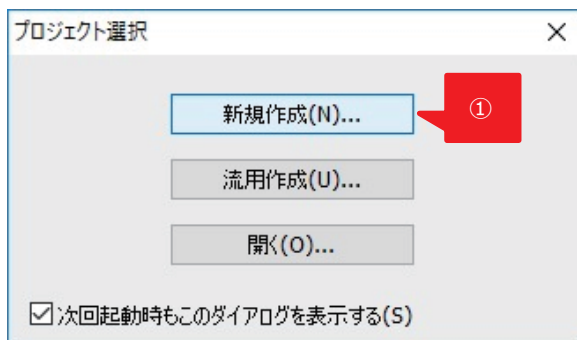 プロジェクト選択
新規作成(N)...
①
流用作成(U)...
開く(O)...
次回起動時もこのダイアログを表示する(S)